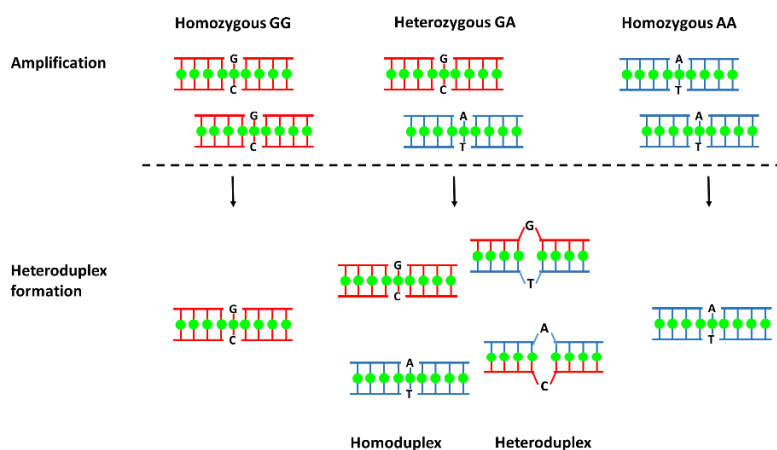 Homozygous GG
Heterozygous GA
Homozygous AA
Amplification
G
G
A
C
C
T
G
A
A
C
T
T
G
Heteroduplex
formation
G
T
C
G
A
A
C
T
A
C
T
Homoduplex
Heteroduplex